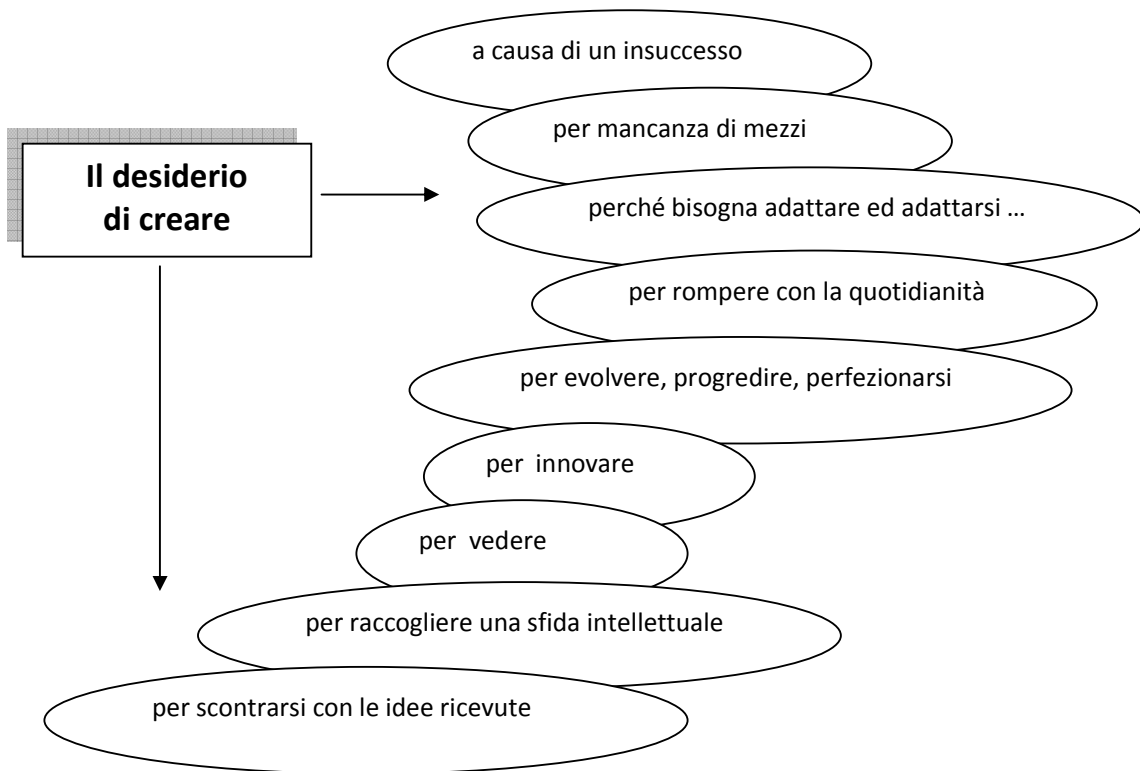 a causa di un insuccesso
per mancanza di mezzi
Il desiderio
di creare
perché bisogna adattare ed adattarsi …
per rompere con la quotidianità
per evolvere, progredire, perfezionarsi
per innovare
per vedere
per raccogliere una sfida intellettuale
per scontrarsi con le idee ricevute